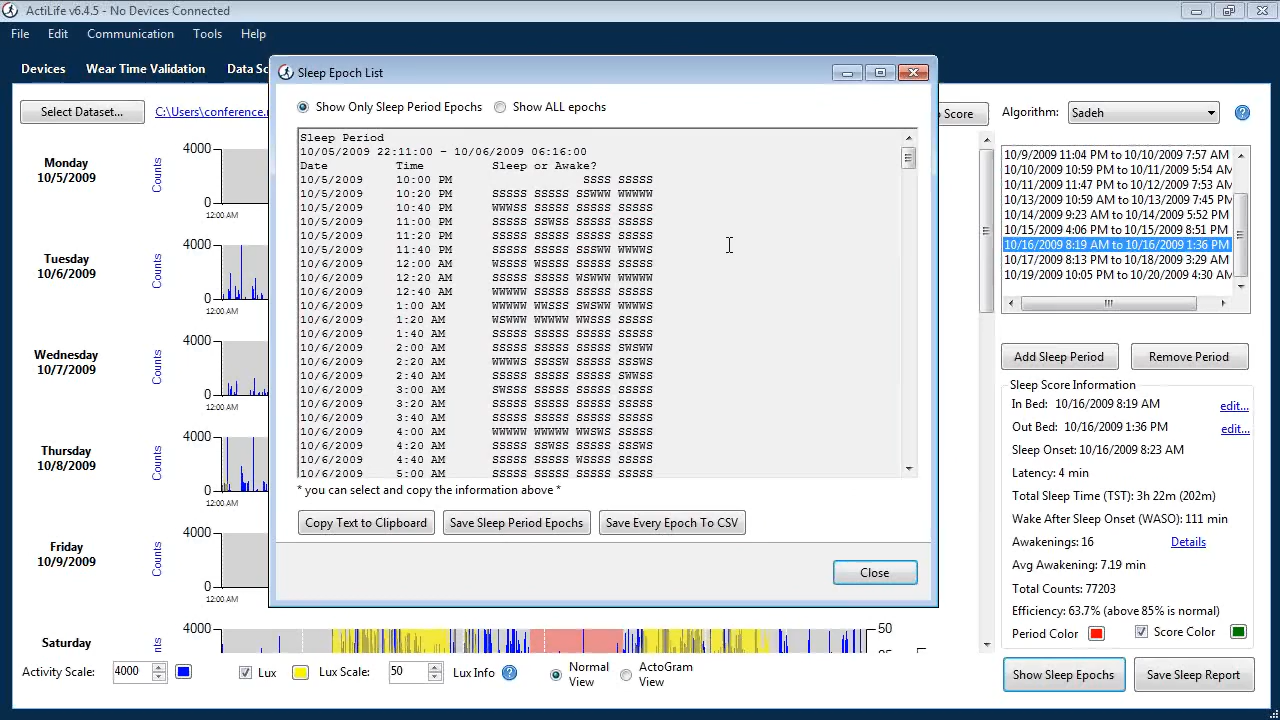 ActiLife v6.4.5 - No Devices Connected
File Edit Communication Tools Help
Devices Wear Time Validation Data Sc
Select Dataset... C:\Users\conference.r
Score
Algorithm: Sadeh
Monday
10/5/2009
4000
Counts
0
12:00 AM
Tuesday
10/6/2009
4000
Counts
0
12:00 AM
Wednesday
10/7/2009
4000
Counts
0
12:00 AM
Thursday
10/8/2009
4000
Counts
0
12:00 AM
Friday
10/9/2009
4000
Counts
0
12:00 AM
Saturday
4000
50
Sleep Epoch List
Show Only Sleep Period Epochs Show ALL epochs
Sleep Period
10/05/2009 22:11:00 - 10/06/2009 06:16:00
Date Time Sleep or Awake?
10/5/2009 10:00 PM SSSS SSSSS
10/5/2009 10:20 PM SSSSS SSSSS SSWWW WWWWW
10/5/2009 10:40 PM WWWSS SSSSS SSSSS SSSSS
10/5/2009 11:00 PM SSSSS SSWSS SSSSS SSSSS
10/5/2009 11:20 PM SSSSS SSSSS SSSSS SSSSS
10/5/2009 11:40 PM SSSSS SSSSS SSSWW WWWWS
10/6/2009 12:00 AM SSSSS SSWSS SSSSS SSSSS
10/6/2009 12:20 AM SSSSS SSSSS WSWWW WWWWW
10/6/2009 12:40 AM WWWWW SSSSS SSSSS SSSSS
10/6/2009 1:00 AM WWWWW WWSSS SWSWW WWWWS
10/6/2009 1:20 AM WSWWW WWWWW WWSSS SSSSS
10/6/2009 1:40 AM SSSSS SSSSS SSSSS SSSSS
10/6/2009 2:00 AM SSSSS SSSSS SSSSS SWSWW
10/6/2009 2:20 AM WWWWS SSSSW SSSSS SSWSS
10/6/2009 2:40 AM SSSSS SSSSS SSSSS SWWSS
10/6/2009 3:00 AM SWSSS SSSSS SSSSS SSSSS
10/6/2009 3:20 AM SSSSS SSSSS SSSSS SSSSS
10/6/2009 3:40 AM SSSSS SSSSS SSSSS SSSSS
10/6/2009 4:00 AM WWWWW WWWWW WWSWS SSSSS
10/6/2009 4:20 AM SSSSS SSWSS SSSSS SSSWS
10/6/2009 4:40 AM SSSSS SSSSS WSSSS SSSSS
10/6/2009 5:00 AM SSSSS SSSSS SSSSS SSSSS
* you can select and copy the information above *
Copy Text to Clipboard Save Sleep Period Epochs Save Every Epoch To CSV
Close
10/9/2009 11:04 PM to 10/10/2009 7:57 AM
10/10/2009 10:59 PM to 10/11/2009 5:54 AM
10/11/2009 11:47 PM to 10/12/2009 7:53 AM
10/13/2009 10:59 AM to 10/13/2009 7:45 PM
10/14/2009 9:23 AM to 10/14/2009 5:52 PM
10/15/2009 4:06 PM to 10/15/2009 8:51 PM
10/16/2009 8:19 AM to 10/16/2009 1:36 PM
10/17/2009 8:13 PM to 10/18/2009 3:29 AM
10/19/2009 10:05 PM to 10/20/2009 4:30 AM
Add Sleep Period Remove Period
Sleep Score Information
In Bed: 10/16/2009 8:19 AM edit...
Out Bed: 10/16/2009 1:36 PM edit...
Sleep Onset: 10/16/2009 8:23 AM
Latency: 4 min
Total Sleep Time (TST): 3h 22m (202m)
Wake After Sleep Onset (WASO): 111 min
Awakenings: 16 Details
Avg Awakening: 7.19 min
Total Counts: 77203
Efficiency: 63.7% (above 85% is normal)
Period Color Score Color
Show Sleep Epochs Save Sleep Report
Activity Scale: 4000 Lux Lux Scale: 50 Lux Info Normal View ActoGram View